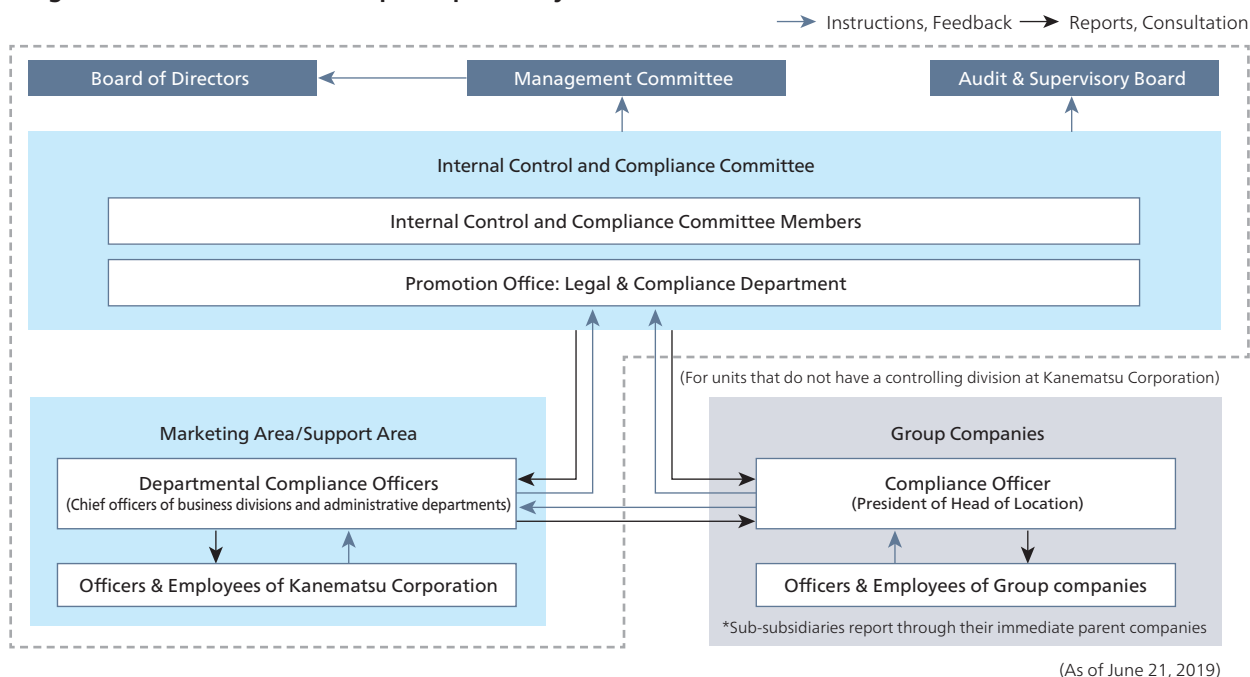 Instructions, Feedback
Reports, Consultation
Board of Directors
Management Committee
Audit & Supervisory Board
Internal Control and Compliance Committee
Internal Control and Compliance Committee Members
Promotion Office: Legal & Compliance Department
(For units that do not have a controlling division at Kanematsu Corporation)
Marketing Area/Support Area
Departmental Compliance Officers
(Chief officers of business divisions and administrative departments)
Officers & Employees of Kanematsu Corporation
Group Companies
Compliance Officer
(President of Head of Location)
Officers & Employees of Group companies
*Sub-subsidiaries report through their immediate parent companies
(As of June 21, 2019)